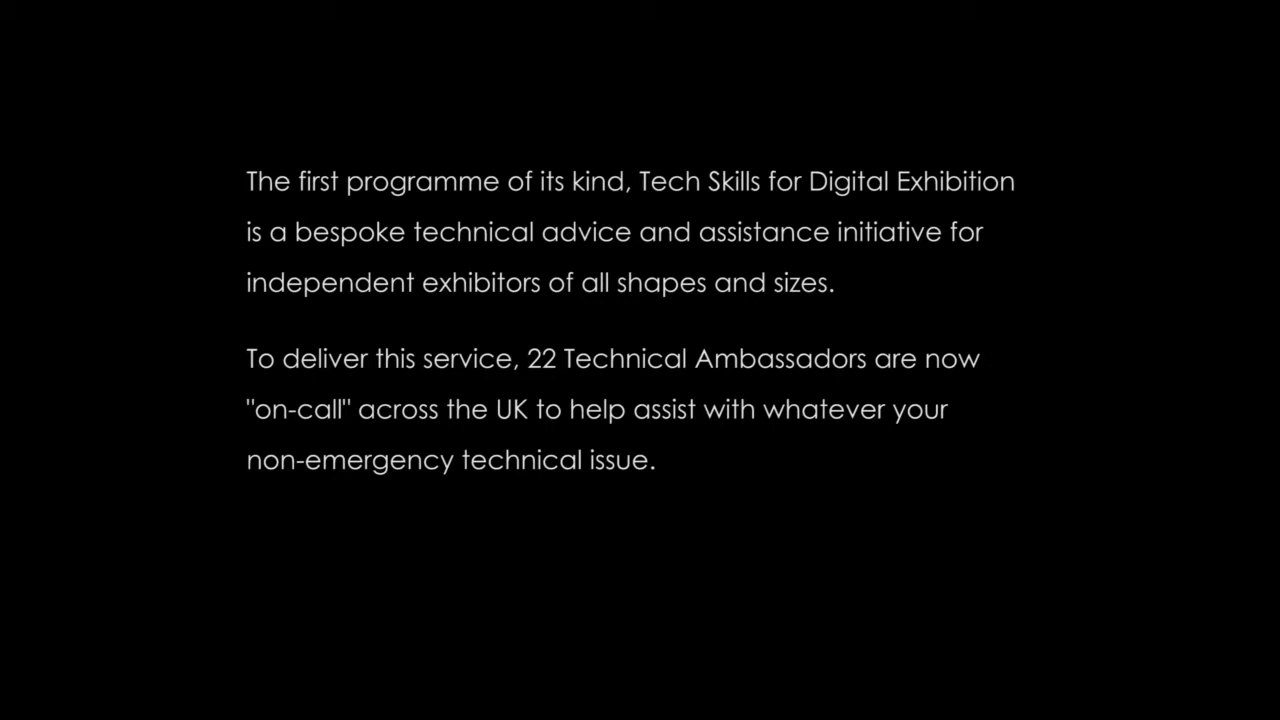 The first programme of its kind, Tech Skills for Digital Exhibition
is a bespoke technical advice and assistance initiative for
independent exhibitors of all shapes and sizes.
To deliver this service, 22 Technical Ambassadors are now
"on-call" across the UK to help assist with whatever your
non-emergency technical issue.